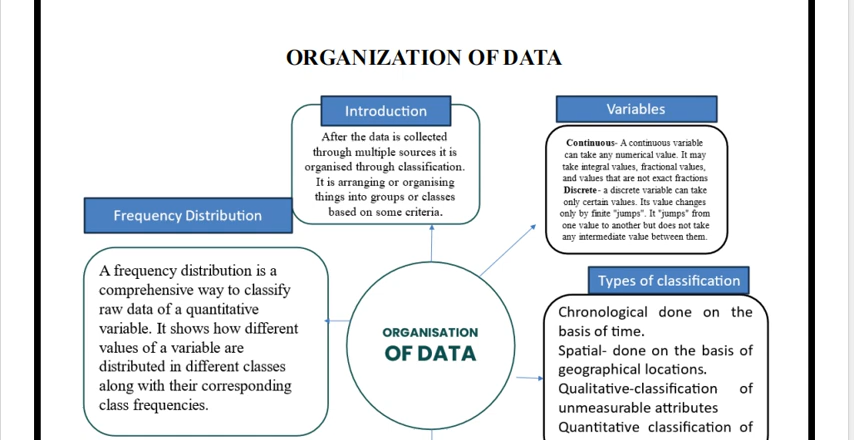 ORGANIZATION OF DATA
Introduction
After the data is collected
through multiple sources it is
organised through classification.
It is arranging or organising
things into groups or classes
based on some criteria.
Variables
Continuous- A continuous variable
can take any numerical value. It may
take integral values, fractional values,
and values that are not exact fractions
Discrete - a discrete variable can take
only certain values. Its value changes
only by finite "jumps". It "jumps" from
one value to another but does not take
any intermediate value between them.
Frequency Distribution
A frequency distribution is a
comprehensive way to classify
raw data of a quantitative
variable. It shows how different
values of a variable are
distributed in different classes
along with their corresponding
class frequencies.
ORGANISATION
OF DATA
Types of classification
Chronological done on the
basis of time.
Spatial- done on the basis of
geographical locations.
Qualitative-classification of
unmeasurable attributes
Quantitative classification of